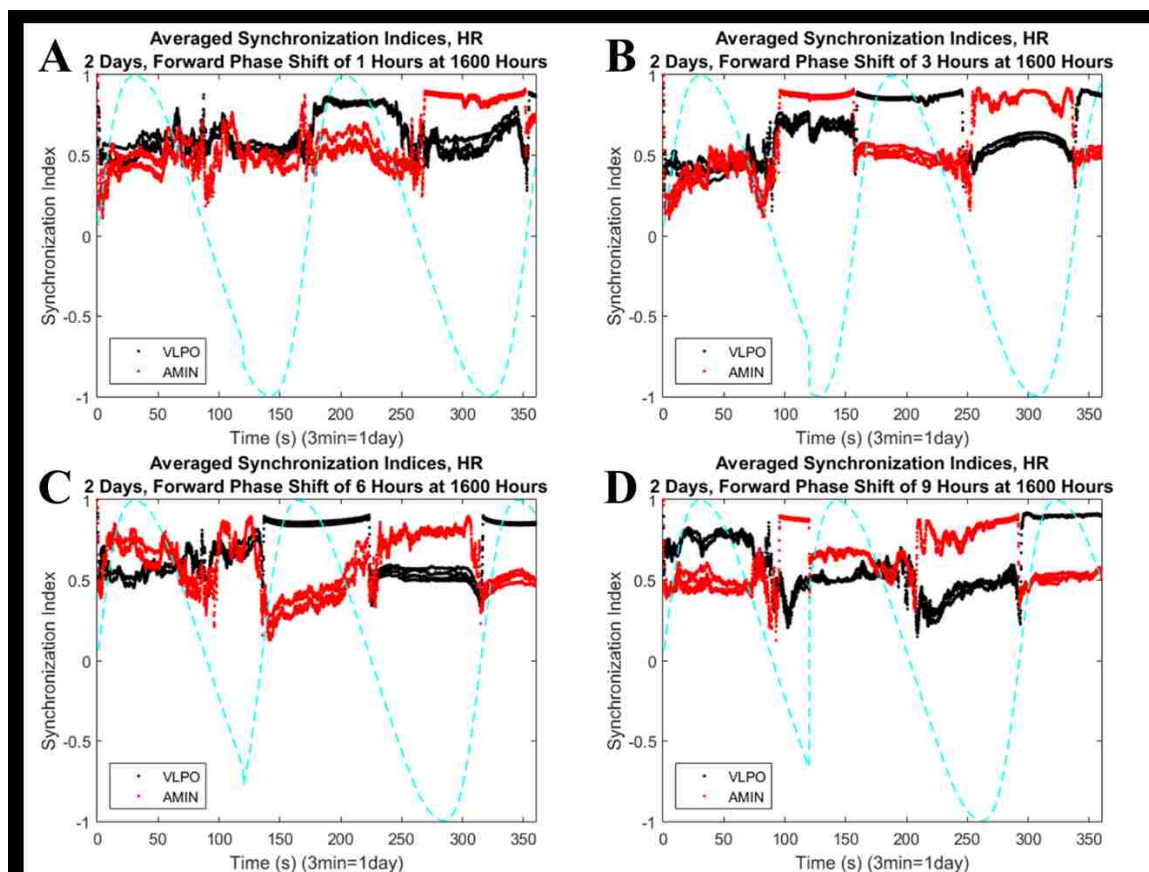 A
Averaged Synchronization Indices, HR
2 Days, Forward Phase Shift of 1 Hours at 1600 Hours
Synchronization Index
1
0.5
0
-0.5
-1
VLPO
AMIN
0 50 100 150 200 250 300 350
Time (s) (3min=1day)
B
Averaged Synchronization Indices, HR
2 Days, Forward Phase Shift of 3 Hours at 1600 Hours
Synchronization Index
1
0.5
0
-0.5
-1
VLPO
AMIN
0 50 100 150 200 250 300 350
Time (s) (3min=1day)
C
Averaged Synchronization Indices, HR
2 Days, Forward Phase Shift of 6 Hours at 1600 Hours
Synchronization Index
1
0.5
0
-0.5
-1
VLPO
AMIN
0 50 100 150 200 250 300 350
Time (s) (3min=1day)
D
Averaged Synchronization Indices, HR
2 Days, Forward Phase Shift of 9 Hours at 1600 Hours
Synchronization Index
1
0.5
0
-0.5
-1
VLPO
AMIN
0 50 100 150 200 250 300 350
Time (s) (3min=1day)